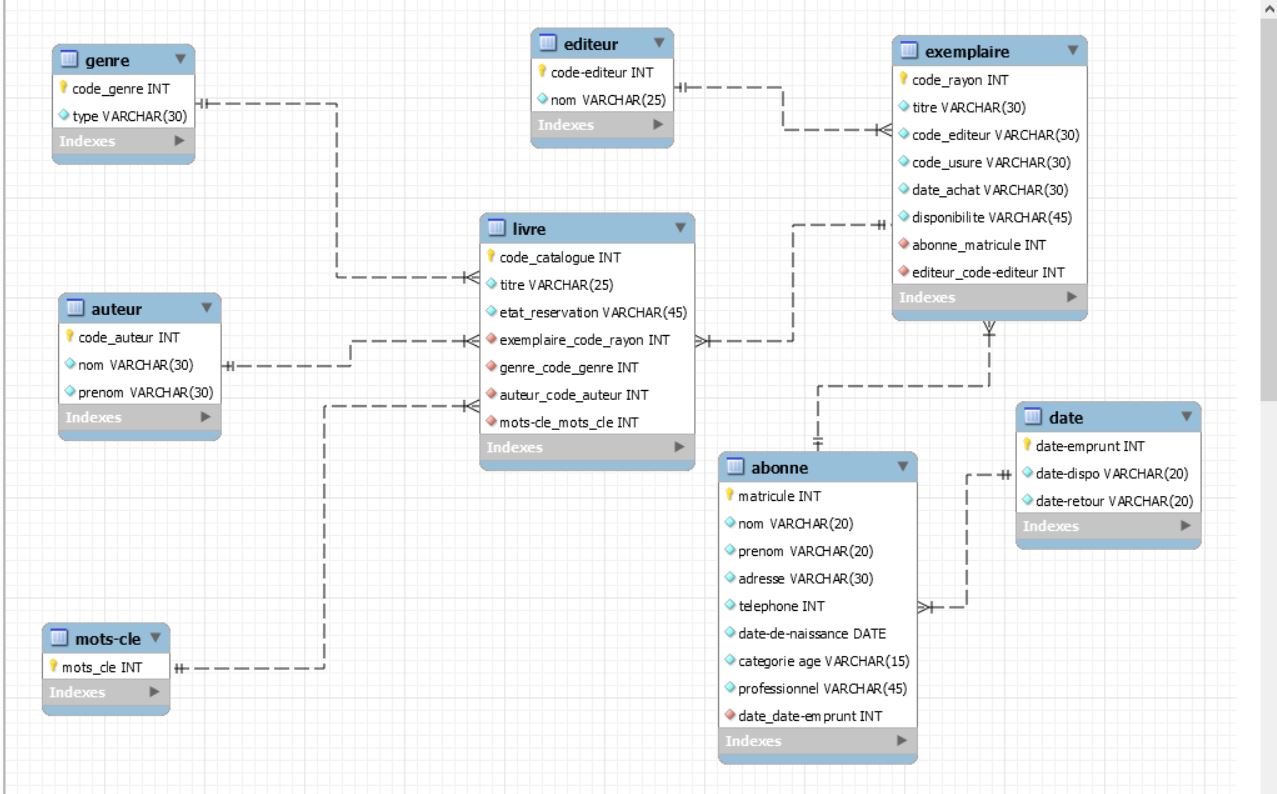 genre
code_genre INT
type VARCHAR(30)
Indexes
editeur
code-editeur INT
nom VARCHAR(25)
Indexes
exemplaire
code_rayon INT
titre VARCHAR(30)
code_editeur VARCHAR(30)
code_usure VARCHAR(30)
date_achat VARCHAR(30)
disponibilite VARCHAR(45)
abonne_matricule INT
editeur_code-editeur INT
Indexes
livre
code_catalogue INT
titre VARCHAR(25)
etat_reservation VARCHAR(45)
exemplaire_code_rayon INT
genre_code_genre INT
auteur_code_auteur INT
mots-cle_mots_cle INT
Indexes
auteur
code_auteur INT
nom VARCHAR(30)
prenom VARCHAR(30)
Indexes
date
date-emprunt INT
date-dispo VARCHAR(20)
date-retour VARCHAR(20)
Indexes
abonne
matricule INT
nom VARCHAR(20)
prenom VARCHAR(20)
adresse VARCHAR(30)
telephone INT
date-de-naissance DATE
categorie age VARCHAR(15)
professionnel VARCHAR(45)
date_date-emprunt INT
Indexes
mots-cle
mots_cle INT
Indexes